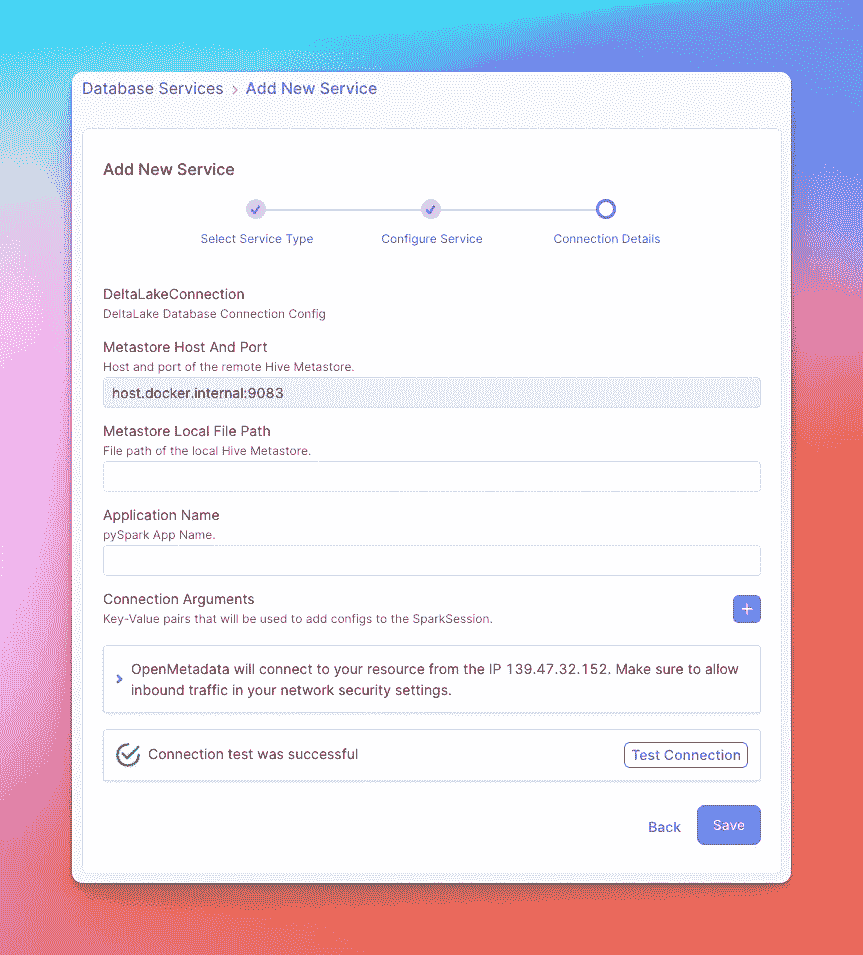 Database Services > Add New Service
Add New Service
Select Service Type
Configure Service
Connection Details
DeltaLakeConnection
DeltaLake Database Connection Config
Metastore Host And Port
Host and port of the remote Hive Metastore.
host.docker.internal:9083
Metastore Local File Path
File path of the local Hive Metastore.
Application Name
pySpark App Name.
Connection Arguments
Key-Value pairs that will be used to add configs to the SparkSession.
OpenMetadata will connect to your resource from the IP 139.47.32.152. Make sure to allow
inbound traffic in your network security settings.
Connection test was successful
Test Connection
Back
Save